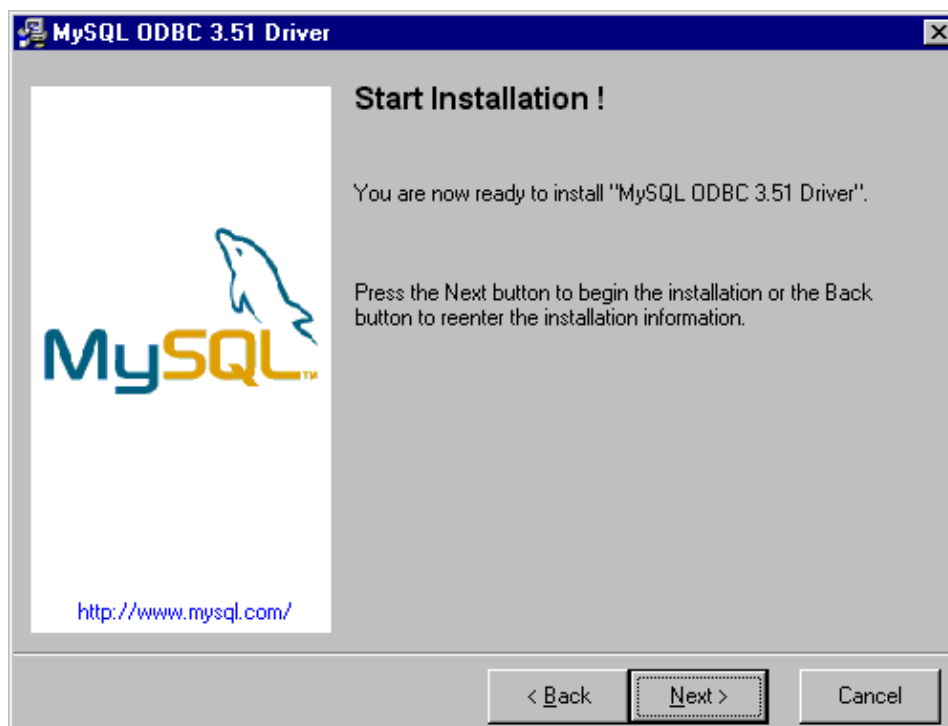 MySQL ODBC 3.51 Driver
Start Installation !
You are now ready to install "MySQL ODBC 3.51 Driver".
Press the Next button to begin the installation or the Back
button to reenter the installation information.
MySQL™
http://www.mysql.com/
< Back
Next >
Cancel